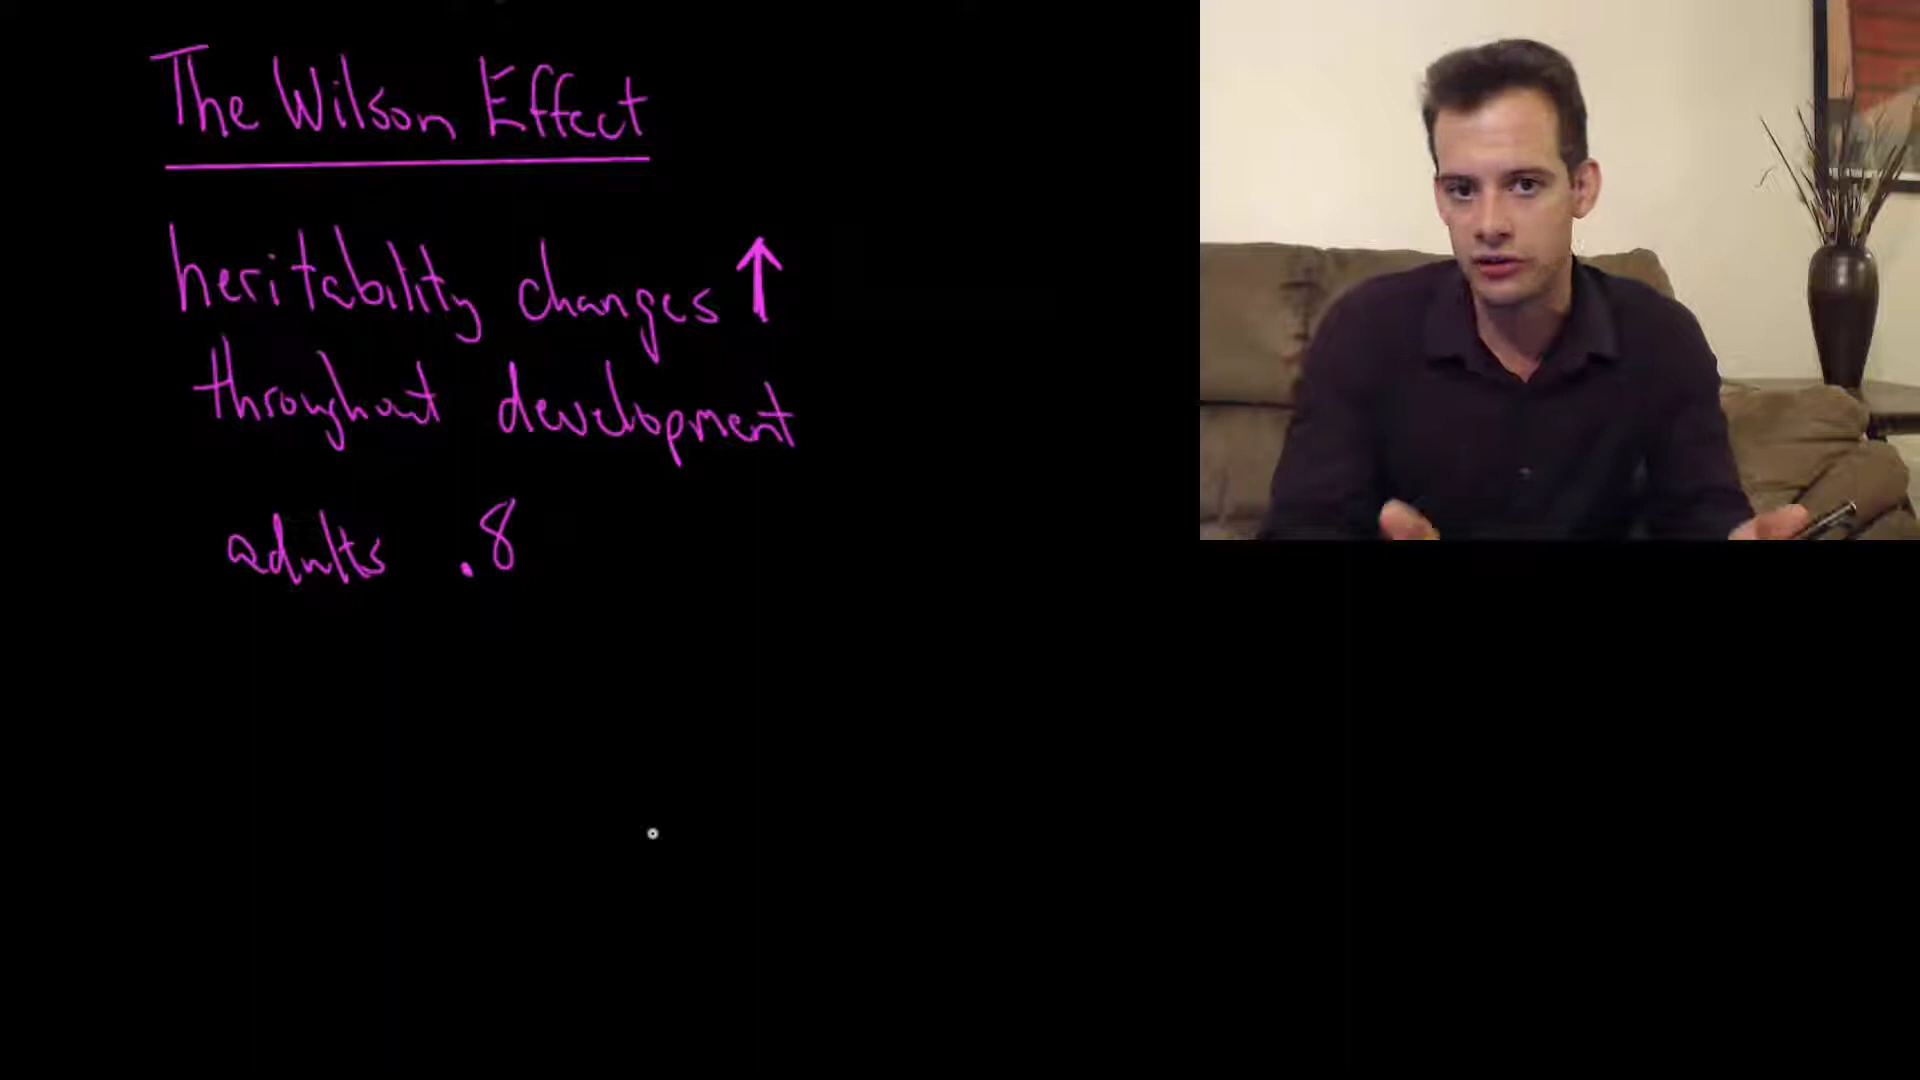 The Wilson Effect
heritability changes ↑
throughout development
adults .8